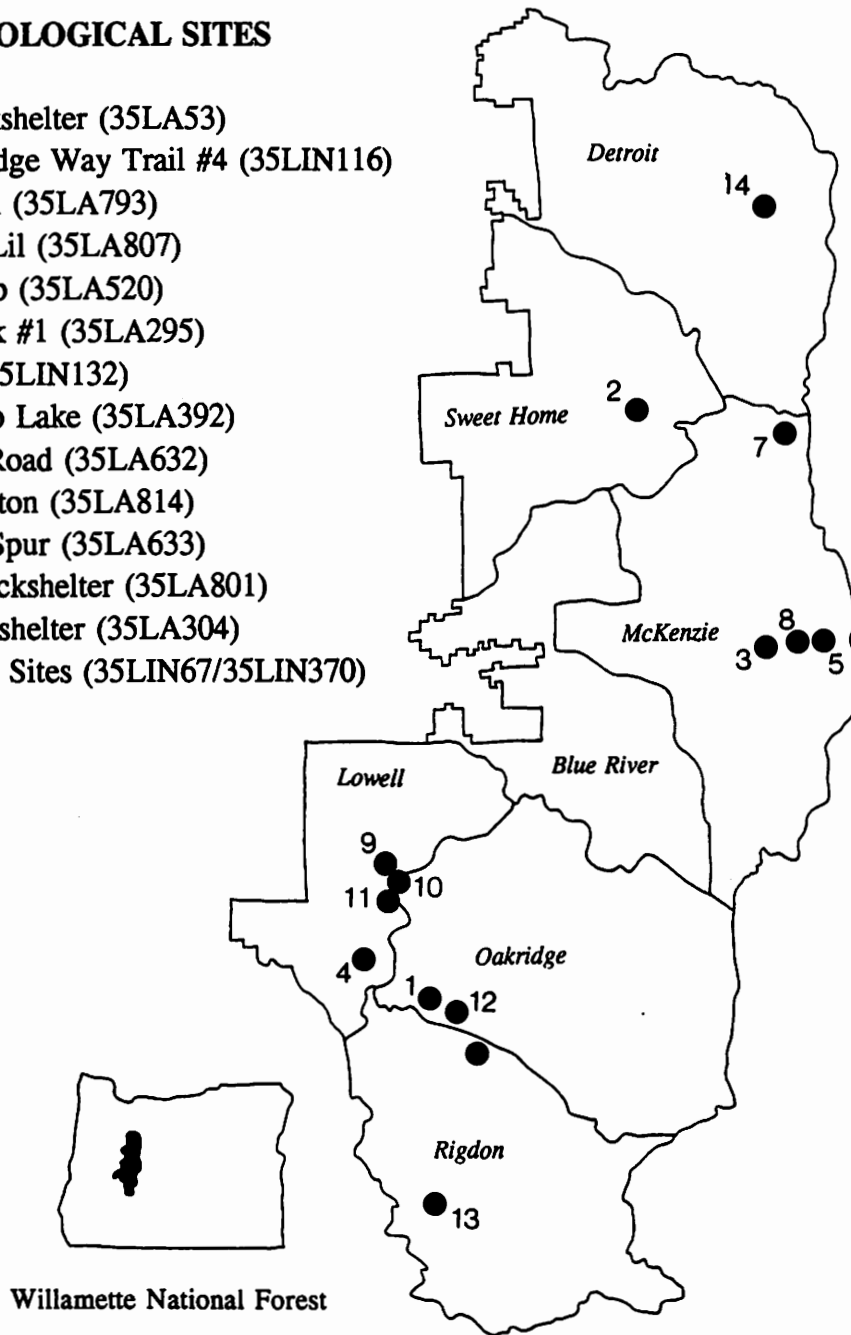 OLOGICAL SITES
shelter (35LA53)
dge Way Trail #4 (35LIN116)
(35LA793)
Lil (35LA807)
(35LA520)
#1 (35LA295)
5LIN132)
Lake (35LA392)
Road (35LA632)
ton (35LA814)
Spur (35LA633)
ckshelter (35LA801)
shelter (35LA304)
Sites (35LIN67/35LIN370)
Detroit
14
2
Sweet Home
7
McKenzie
8
3
5
Blue River
Lowell
9
10
11
Oakridge
4
1
12
Rigdon
13
Willamette National Forest